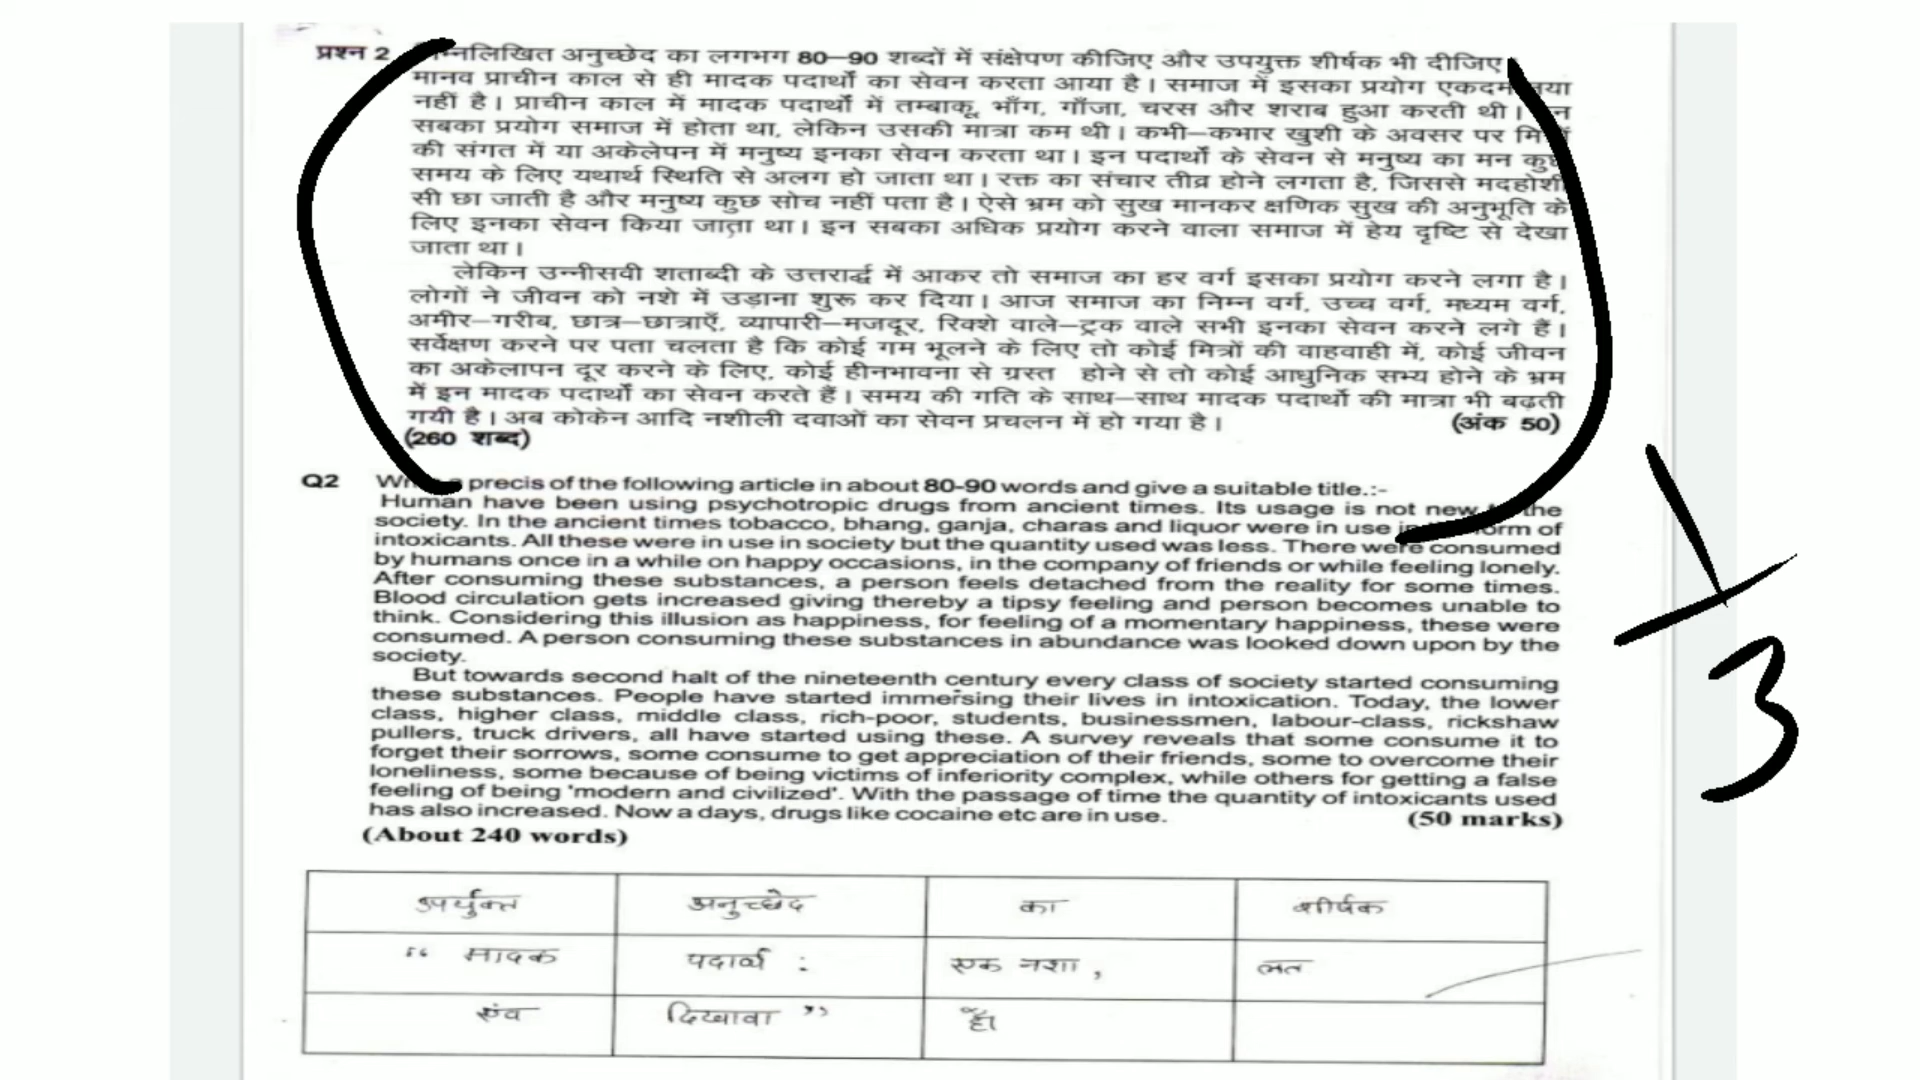 प्रश्न 2 निम्नलिखित अनुच्छेद का लगभग 80–90 शब्दों में संक्षेपण कीजिए और उपयुक्त शीर्षक भी दीजिए
मानव प्राचीन काल से ही मादक पदार्थों का सेवन करता आया है। समाज में इसका प्रयोग एकदम नया
नहीं है। प्राचीन काल में मादक पदार्थों में तम्बाकू, भाँग, गाँजा, चरस और शराब हुआ करती थी। इन
सबका प्रयोग समाज में होता था, लेकिन उसकी मात्रा कम थी। कभी–कभार खुशी के अवसर पर मित्रों
की संगत में या अकेलेपन में मनुष्य इनका सेवन करता था। इन पदार्थों के सेवन से मनुष्य का मन कुछ
समय के लिए यथार्थ स्थिति से अलग हो जाता था। रक्त का संचार तीव्र होने लगता है, जिससे मदहोशी
सी छा जाती है और मनुष्य कुछ सोच नहीं पता है। ऐसे भ्रम को सुख मानकर क्षणिक सुख की अनुभूति के
लिए इनका सेवन किया जाता था। इन सबका अधिक प्रयोग करने वाला समाज में हेय दृष्टि से देखा
जाता था।
लेकिन उन्नीसवी शताब्दी के उत्तरार्द्ध में आकर तो समाज का हर वर्ग इसका प्रयोग करने लगा है।
लोगों ने जीवन को नशे में उड़ाना शुरू कर दिया। आज समाज का निम्न वर्ग, उच्च वर्ग, मध्यम वर्ग,
अमीर–गरीब, छात्र–छात्राएँ, व्यापारी–मजदूर, रिक्शे वाले–ट्रक वाले सभी इनका सेवन करने लगे हैं।
सर्वेक्षण करने पर पता चलता है कि कोई गम भूलने के लिए तो कोई मित्रों की वाहवाही में, कोई जीवन
का अकेलापन दूर करने के लिए, कोई हीनभावना से ग्रस्त होने से तो कोई आधुनिक सभ्य होने के भ्रम
में इन मादक पदार्थों का सेवन करते हैं। समय की गति के साथ–साथ मादक पदार्थो की मात्रा भी बढ़ती
गयी है। अब कोकेन आदि नशीली दवाओं का सेवन प्रचलन में हो गया है। (अंक 50)
(260 शब्द)
1/3
Q2 Write a precis of the following article in about 80-90 words and give a suitable title.:-
Human have been using psychotropic drugs from ancient times. Its usage is not new to the
society. In the ancient times tobacco, bhang, ganja, charas and liquor were in use in the form of
intoxicants. All these were in use in society but the quantity used was less. There were consumed
by humans once in a while on happy occasions, in the company of friends or while feeling lonely.
After consuming these substances, a person feels detached from the reality for some times.
Blood circulation gets increased giving thereby a tipsy feeling and person becomes unable to
think. Considering this illusion as happiness, for feeling of a momentary happiness, these were
consumed. A person consuming these substances in abundance was looked down upon by the
society.
But towards second halt of the nineteenth century every class of society started consuming
these substances. People have started immersing their lives in intoxication. Today, the lower
class, higher class, middle class, rich-poor, students, businessmen, labour-class, rickshaw
pullers, truck drivers, all have started using these. A survey reveals that some consume it to
forget their sorrows, some consume to get appreciation of their friends, some to overcome their
loneliness, some because of being victims of inferiority complex, while others for getting a false
feeling of being 'modern and civilized'. With the passage of time the quantity of intoxicants used
has also increased. Now a days, drugs like cocaine etc are in use. (50 marks)
(About 240 words)
उपर्युक्त अनुच्छेद का शीर्षक
“ मादक पदार्थ : एक नशा, लत
एंव दिखावा ” है।